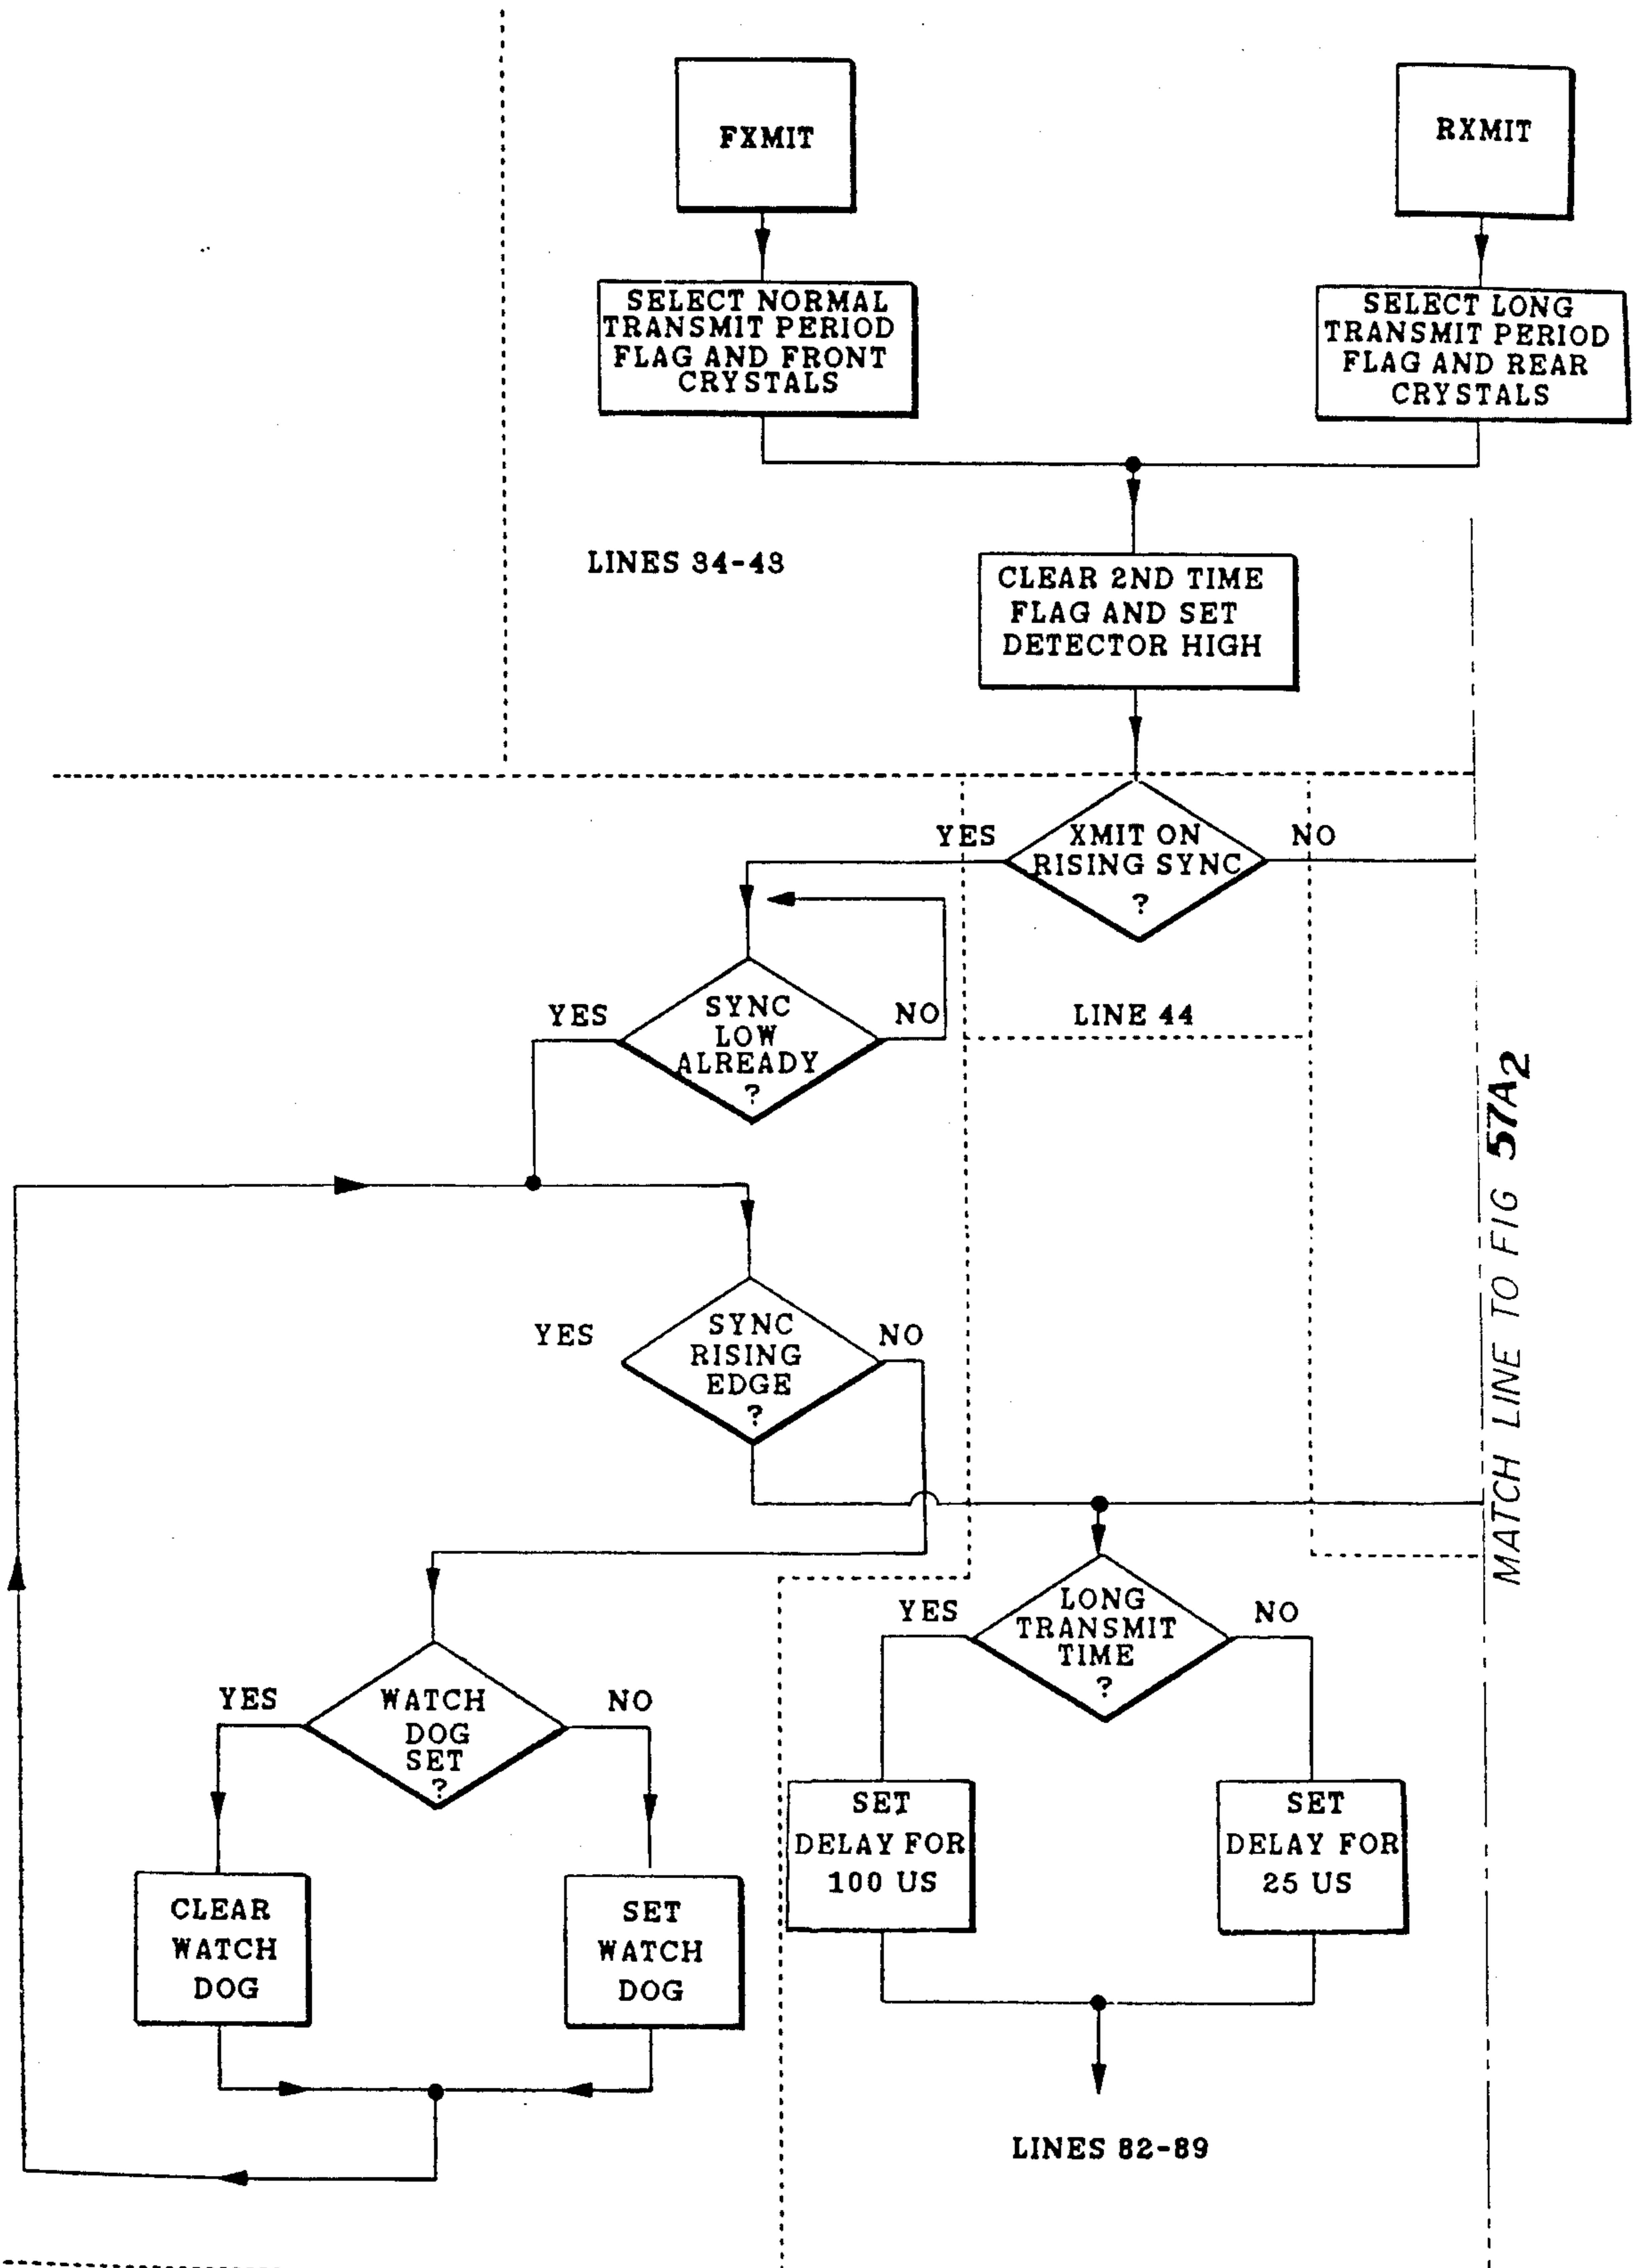 FXMIT
RXMIT
SELECT NORMAL
TRANSMIT PERIOD
FLAG AND FRONT
CRYSTALS
SELECT LONG
TRANSMIT PERIOD
FLAG AND REAR
CRYSTALS
LINES 34-43
CLEAR 2ND TIME
FLAG AND SET
DETECTOR HIGH
YES
XMIT ON
RISING SYNC
?
NO
YES
SYNC
LOW
ALREADY
?
NO
LINE 44
MATCH LINE TO FIG 57A2
YES
SYNC
RISING
EDGE
?
NO
YES
LONG
TRANSMIT
TIME
?
NO
YES
WATCH
DOG
SET
?
NO
SET
DELAY FOR
100 US
SET
DELAY FOR
25 US
CLEAR
WATCH
DOG
SET
WATCH
DOG
LINES 82-89